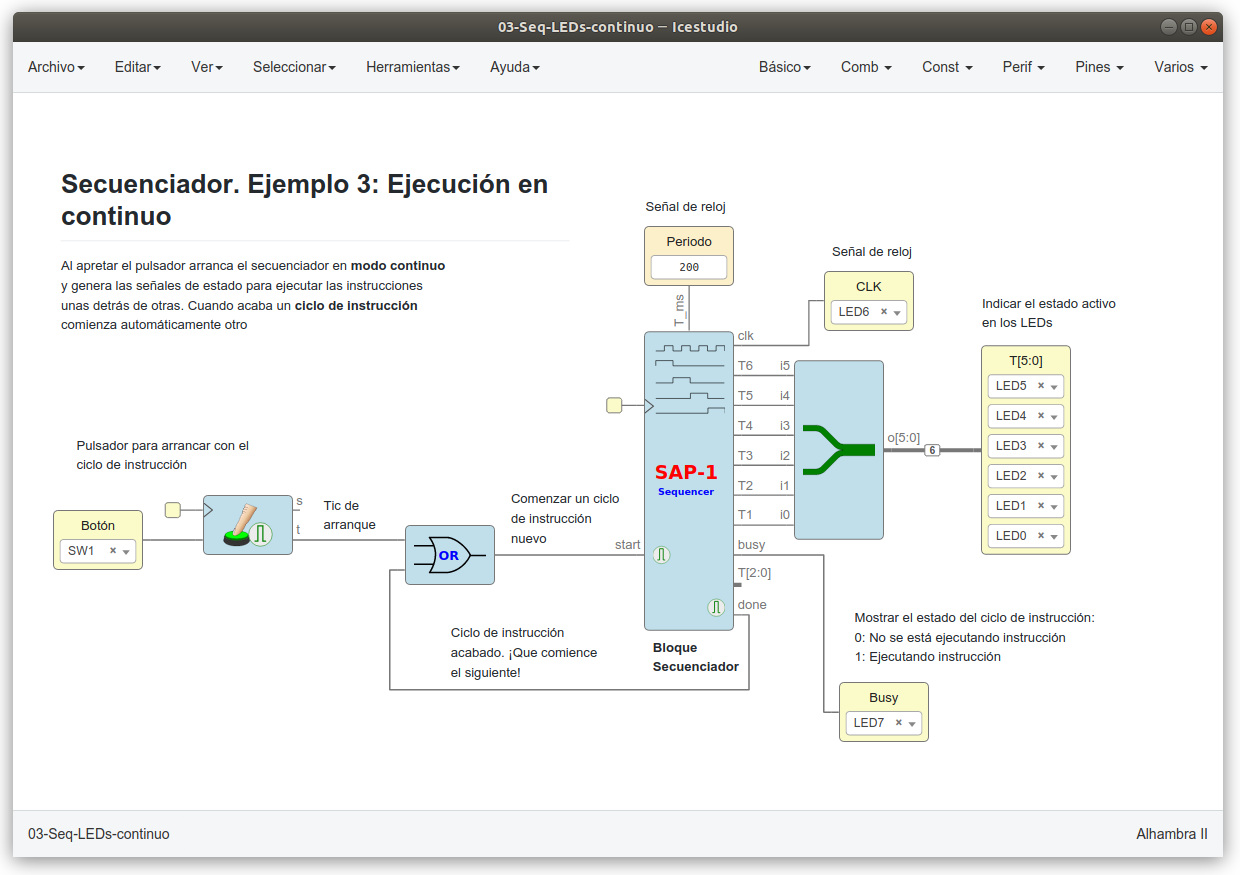 03-Seq-LEDs-continuo — Icestudio
Archivo Editar Ver Seleccionar Herramientas Ayuda Básico Comb Const Perif Pines Varios
Secuenciador. Ejemplo 3: Ejecución en
continuo
Al apretar el pulsador arranca el secuenciador en modo continuo
y genera las señales de estado para ejecutar las instrucciones
unas detrás de otras. Cuando acaba un ciclo de instrucción
comienza automáticamente otro
Señal de reloj
Periodo
200
T_ms
Señal de reloj
CLK
LED6 ×
Indicar el estado activo
en los LEDs
T[5:0]
LED5 ×
LED4 ×
LED3 ×
LED2 ×
LED1 ×
LED0 ×
clk
T6 i5
T5 i4
T4 i3
T3 i2
T2 i1
T1 i0
o[5:0]
6
SAP-1
Sequencer
busy
T[2:0]
done
start
Bloque
Secuenciador
Pulsador para arrancar con el
ciclo de instrucción
Botón
SW1 ×
s
t
Tic de
arranque
OR
Comenzar un ciclo
de instrucción
nuevo
Ciclo de instrucción
acabado. ¡Que comience
el siguiente!
Mostrar el estado del ciclo de instrucción:
0: No se está ejecutando instrucción
1: Ejecutando instrucción
Busy
LED7 ×
03-Seq-LEDs-continuo
Alhambra II